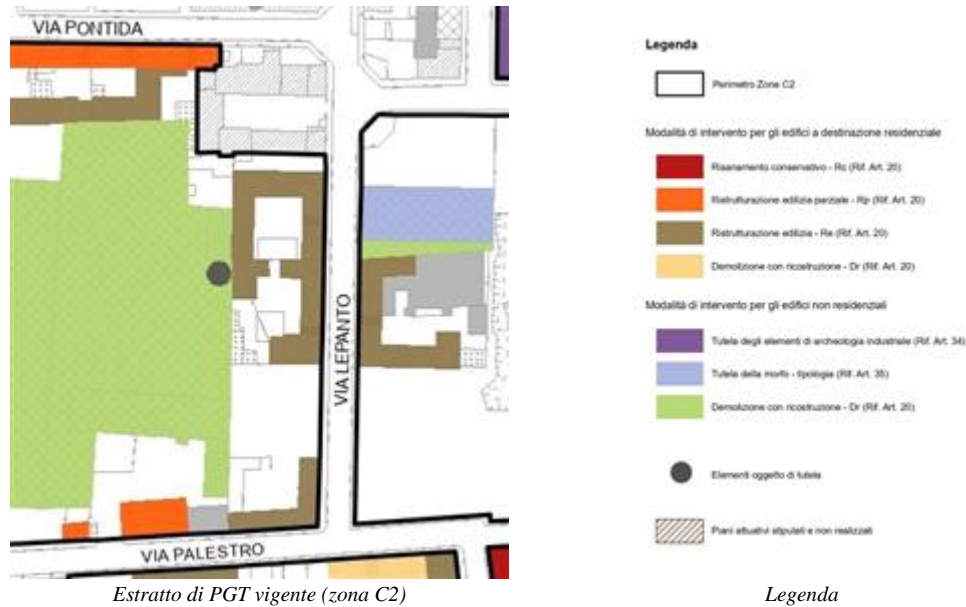 VIA PONTIDA
VIA LEPANTO
VIA PALESTRO
Estratto di PGT vigente (zona C2)
Legenda
Perimetro Zone C2
Modalità di intervento per gli edifici a destinazione residenziale
Risanamento conservativo - Rc (Rif. Art. 20)
Ristrutturazione edilizia parziale - Rp (Rif. Art. 20)
Ristrutturazione edilizia - Re (Rif. Art. 20)
Demolizione con ricostruzione - Dr (Rif. Art. 20)
Modalità di intervento per gli edifici non residenziali
Tutela degli elementi di archeologia industriale (Rif. Art. 34)
Tutela della morfo - tipologia (Rif. Art. 35)
Demolizione con ricostruzione - Dr (Rif. Art. 20)
Elementi oggetto di tutela
Piani attuativi stipulati e non realizzati
Legenda